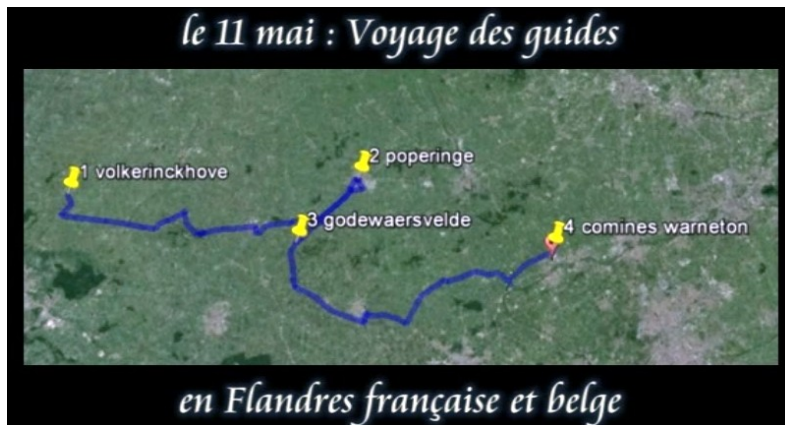 le 11 mai : Voyage des guides
2 poperinge
1 volkerinckhove
3 godewaersvelde
4 comines warneton
en Flandres française et belge